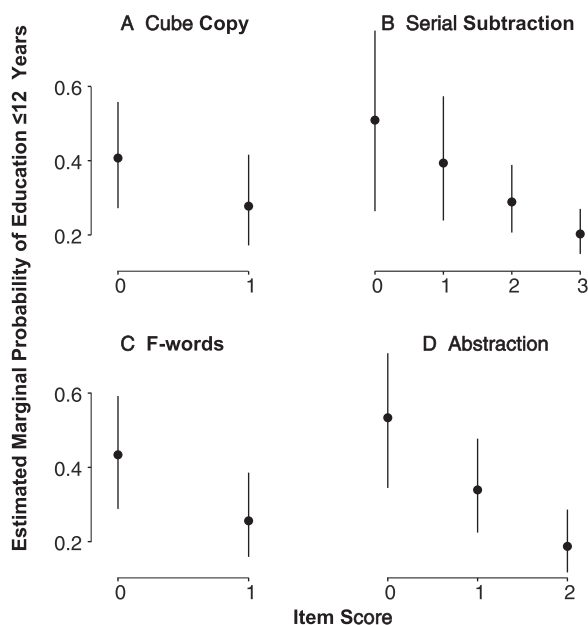 A Cube Copy
B Serial Subtraction
Estimated Marginal Probability of Education ≤12 Years
0.6
0.4
0.2
0 1
0 1 2 3
C F-words
D Abstraction
0.6
0.4
0.2
0 1
0 1 2
Item Score